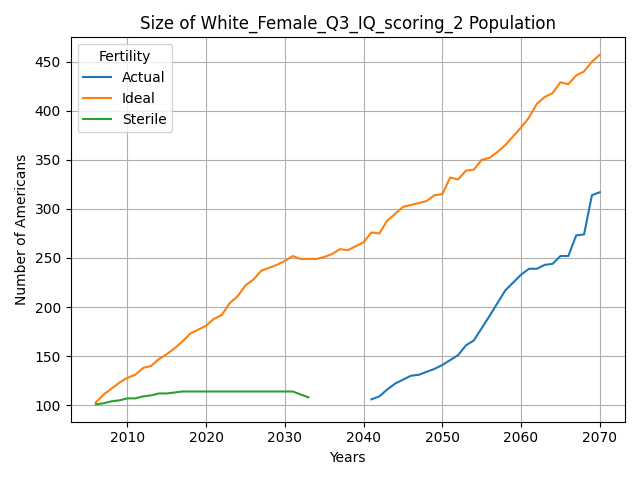 Size of White_Female_Q3_IQ_scoring_2 Population
Fertility
Actual
Ideal
Sterile
Number of Americans
450
400
350
300
250
200
150
100
2010 2020 2030 2040 2050 2060 2070
Years